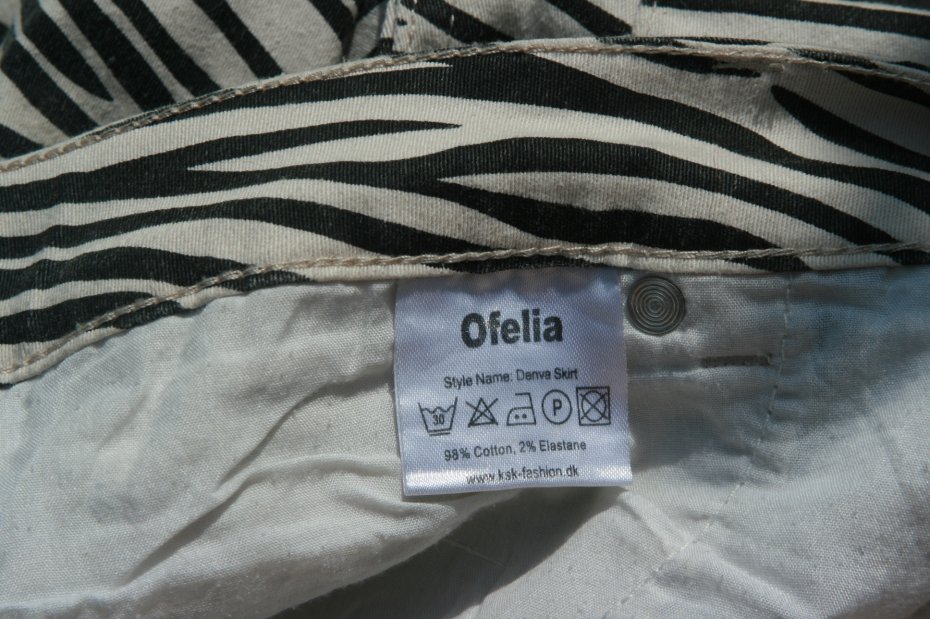 Ofelia
Style Name: Denva Skirt
30 P
98% Cotton, 2% Elastane
www.ksk-fashion.dk